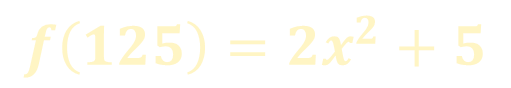 f(125) = 2x² + 5